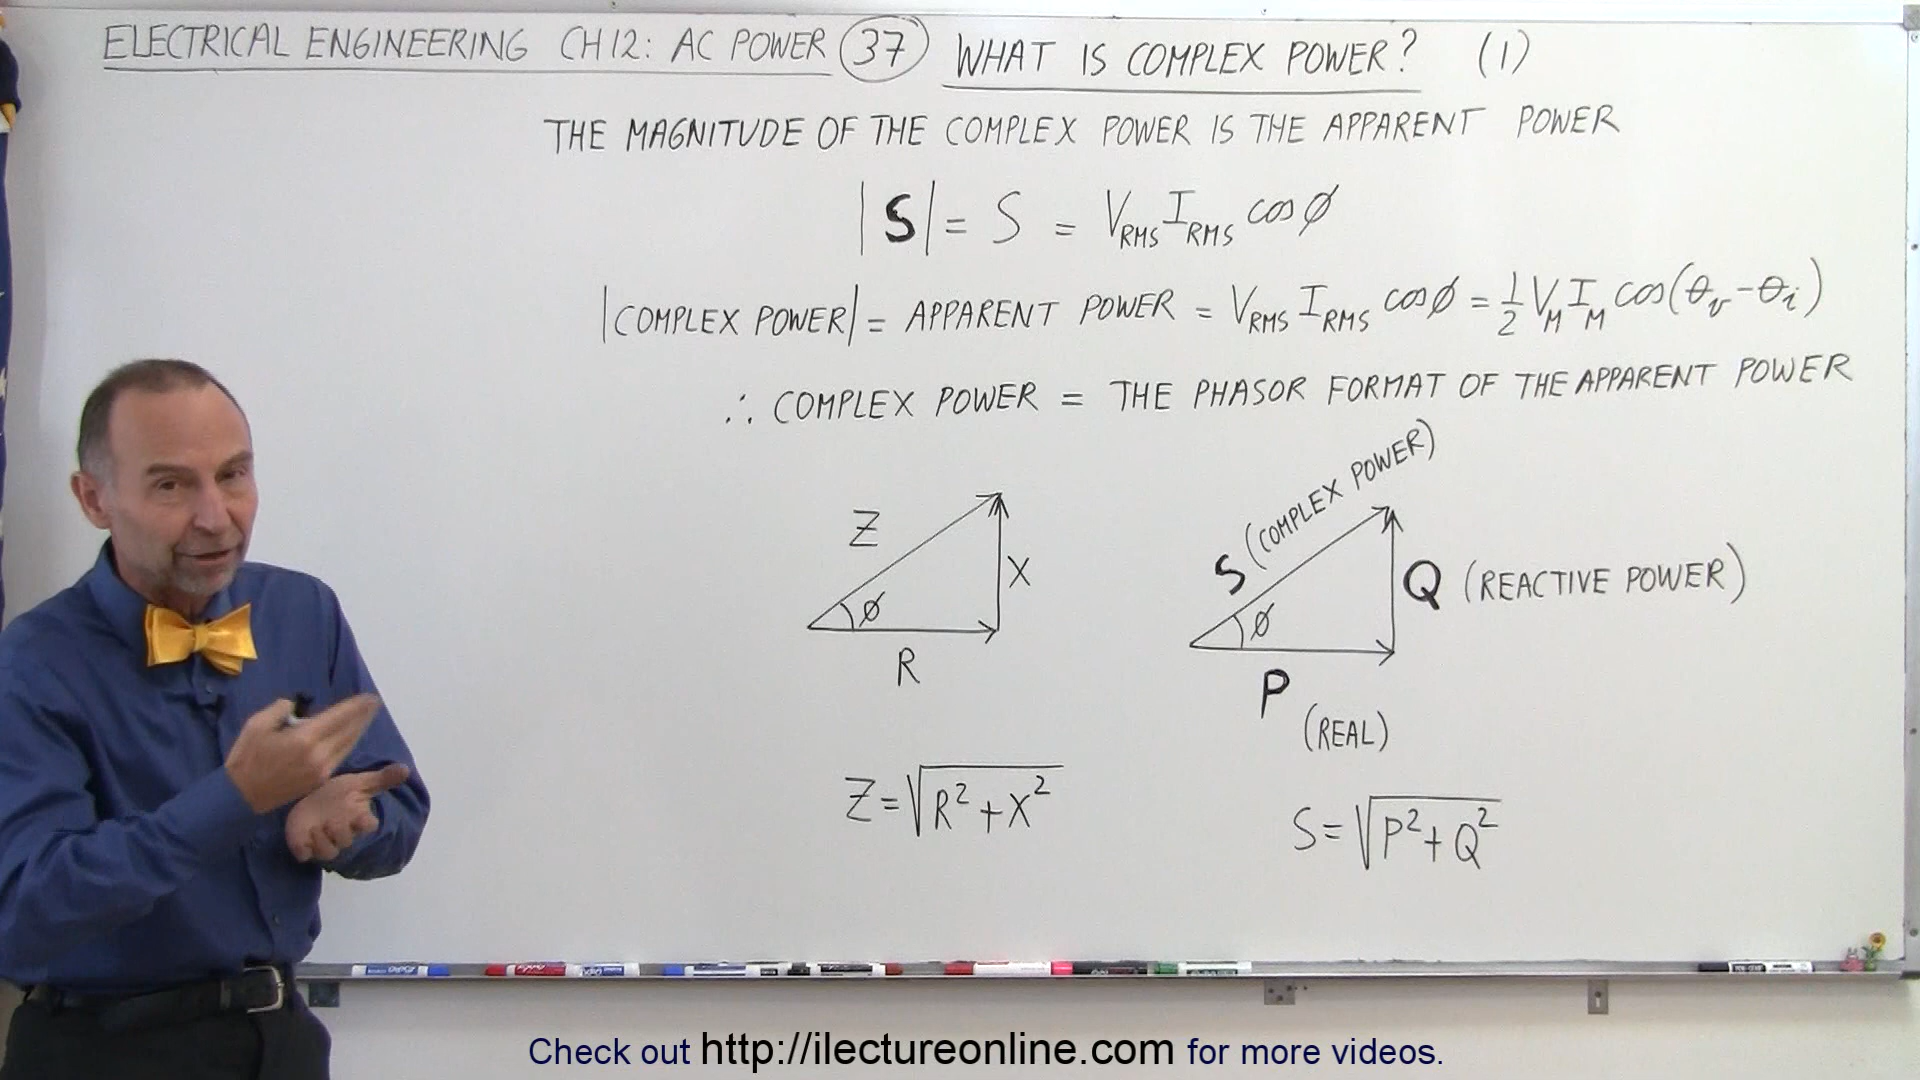 ELECTRICAL ENGINEERING CH12: AC POWER 37 WHAT IS COMPLEX POWER? (1)
THE MAGNITUDE OF THE COMPLEX POWER IS THE APPARENT POWER
|S| = S = V_RMS I_RMS cos φ
|COMPLEX POWER| = APPARENT POWER = V_RMS I_RMS cos φ = 1/2 V_M I_M cos(θ_v - θ_i)
∴ COMPLEX POWER = THE PHASOR FORMAT OF THE APPARENT POWER
Z
X
φ
R
S (COMPLEX POWER)
Q (REACTIVE POWER)
φ
P
(REAL)
Z = √(R² + X²)
S = √(P² + Q²)
Check out http://ilectureonline.com for more videos.